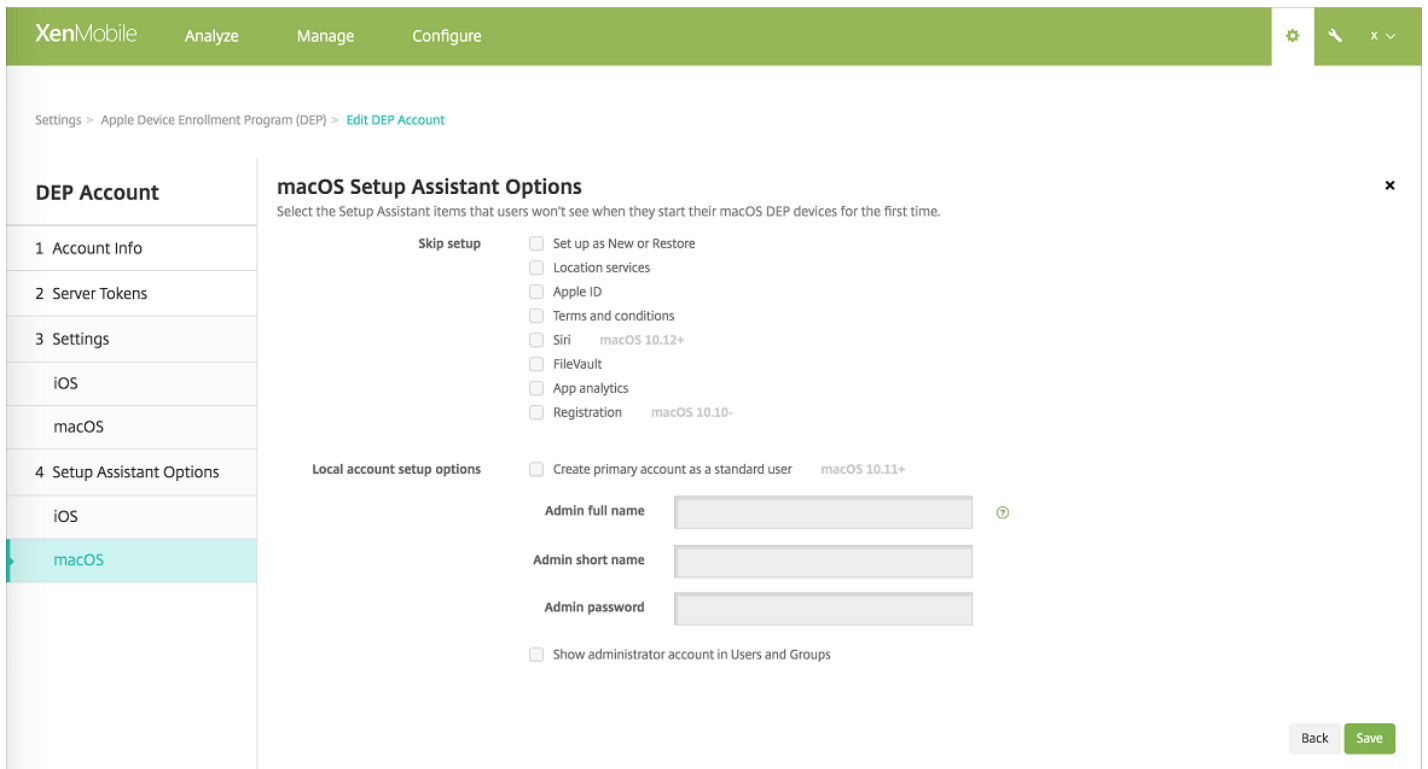 XenMobile Analyze Manage Configure X
Settings > Apple Device Enrollment Program (DEP) > Edit DEP Account
DEP Account
1 Account Info
2 Server Tokens
3 Settings
iOS
macOS
4 Setup Assistant Options
iOS
macOS
macOS Setup Assistant Options
Select the Setup Assistant items that users won't see when they start their macOS DEP devices for the first time.
Skip setup Set up as New or Restore
Location services
Apple ID
Terms and conditions
Siri macOS 10.12+
FileVault
App analytics
Registration macOS 10.10-
Local account setup options Create primary account as a standard user macOS 10.11+
Admin full name ?
Admin short name
Admin password
Show administrator account in Users and Groups
Back Save